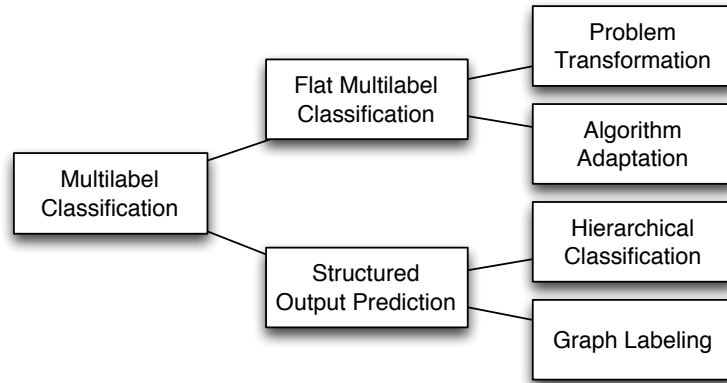 Multilabel
Classification
Flat Multilabel
Classification
Structured
Output Prediction
Problem
Transformation
Algorithm
Adaptation
Hierarchical
Classification
Graph Labeling